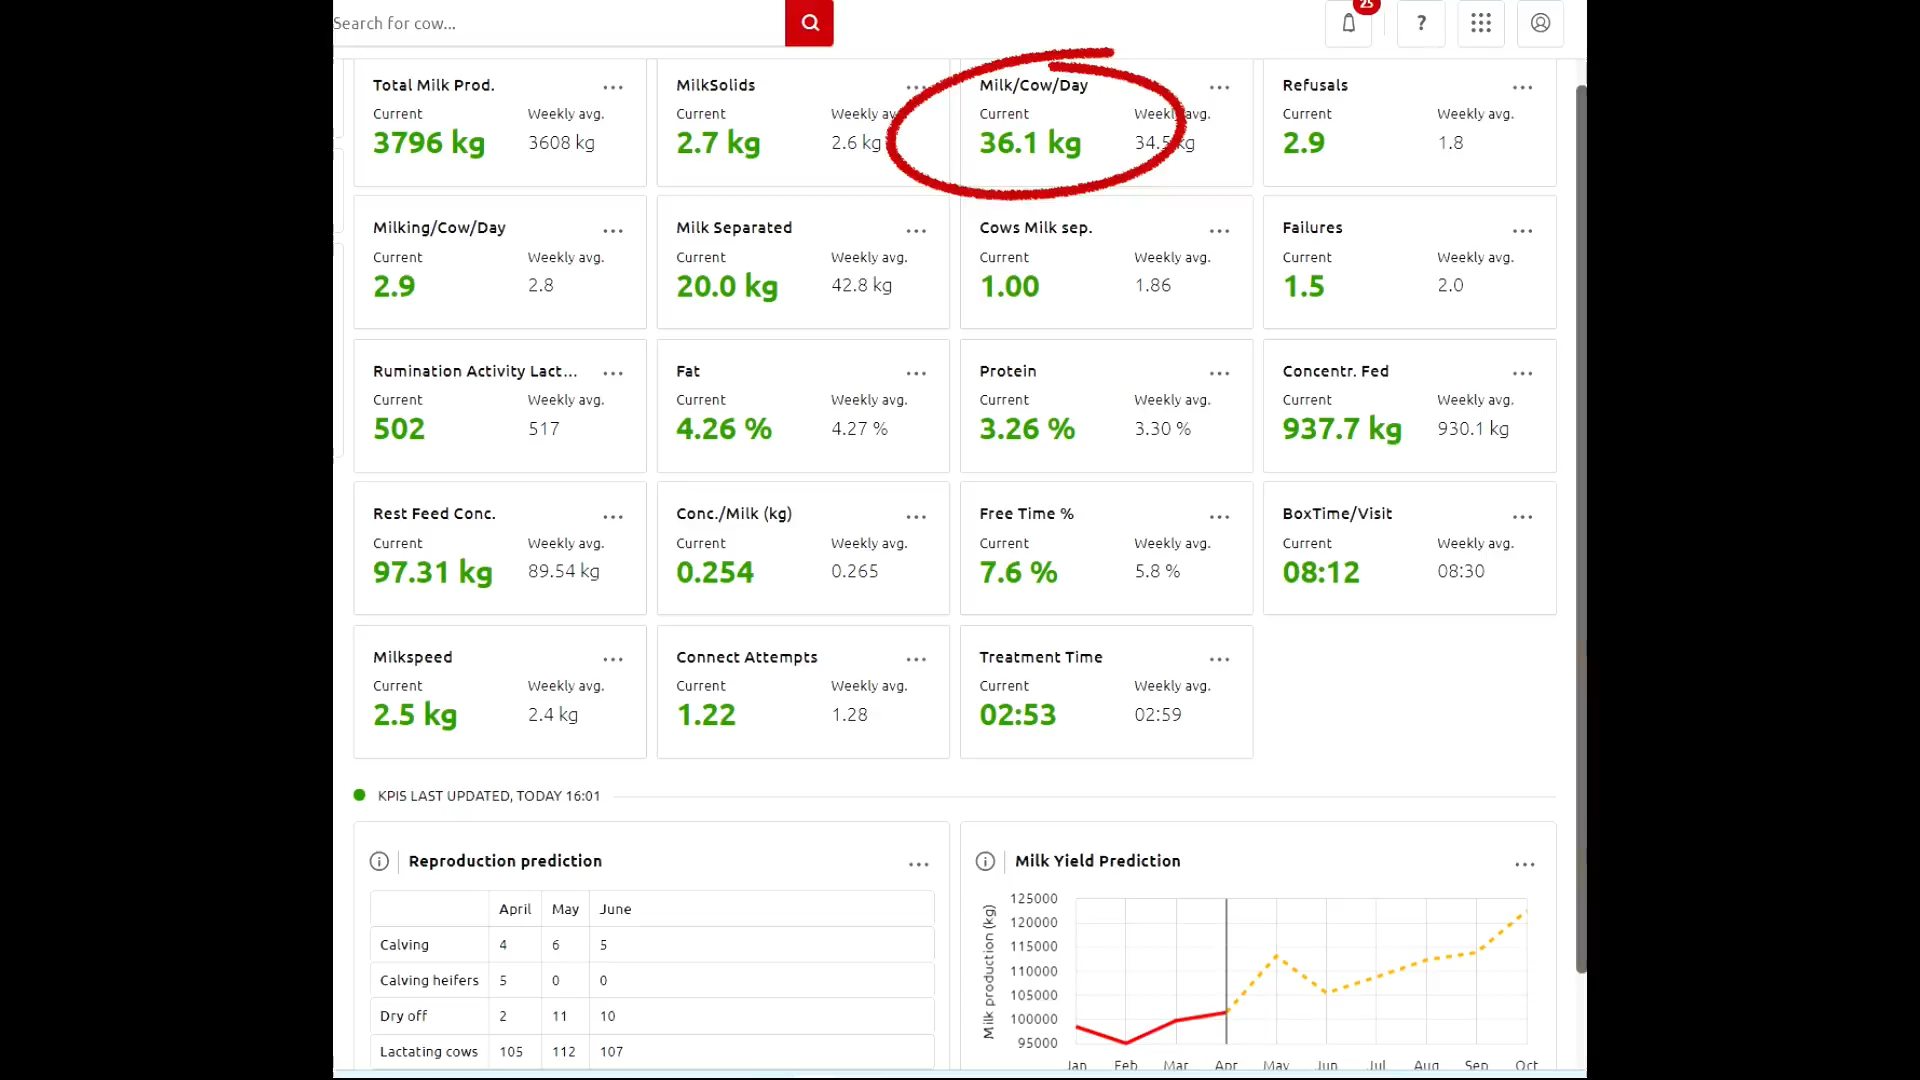 Search for cow...
25
?
Total Milk Prod. ...
Current Weekly avg.
3796 kg 3608 kg
MilkSolids ...
Current Weekly av
2.7 kg 2.6 kg
Milk/Cow/Day ...
Current Weekly avg.
36.1 kg 34.5 kg
Refusals ...
Current Weekly avg.
2.9 1.8
Milking/Cow/Day ...
Current Weekly avg.
2.9 2.8
Milk Separated ...
Current Weekly avg.
20.0 kg 42.8 kg
Cows Milk sep. ...
Current Weekly avg.
1.00 1.86
Failures ...
Current Weekly avg.
1.5 2.0
Rumination Activity Lact... ...
Current Weekly avg.
502 517
Fat ...
Current Weekly avg.
4.26 % 4.27 %
Protein ...
Current Weekly avg.
3.26 % 3.30 %
Concentr. Fed ...
Current Weekly avg.
937.7 kg 930.1 kg
Rest Feed Conc. ...
Current Weekly avg.
97.31 kg 89.54 kg
Conc./Milk (kg) ...
Current Weekly avg.
0.254 0.265
Free Time % ...
Current Weekly avg.
7.6 % 5.8 %
BoxTime/Visit ...
Current Weekly avg.
08:12 08:30
Milkspeed ...
Current Weekly avg.
2.5 kg 2.4 kg
Connect Attempts ...
Current Weekly avg.
1.22 1.28
Treatment Time ...
Current Weekly avg.
02:53 02:59
KPIS LAST UPDATED, TODAY 16:01
Reproduction prediction ...
April May June
Calving 4 6 5
Calving heifers 5 0 0
Dry off 2 11 10
Lactating cows 105 112 107
Milk Yield Prediction ...
Milk production (kg)
125000
120000
115000
110000
105000
100000
95000
Jan Feb Mar Apr May Jun Jul Aug Sep Oct